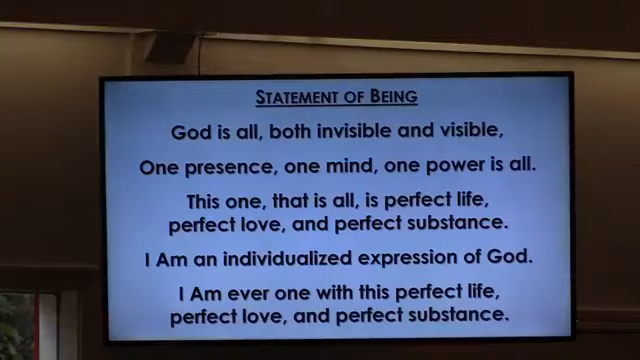 STATEMENT OF BEING
God is all, both invisible and visible,
One presence, one mind, one power is all.
This one, that is all, is perfect life,
perfect love, and perfect substance.
I Am an individualized expression of God.
I Am ever one with this perfect life,
perfect love, and perfect substance.